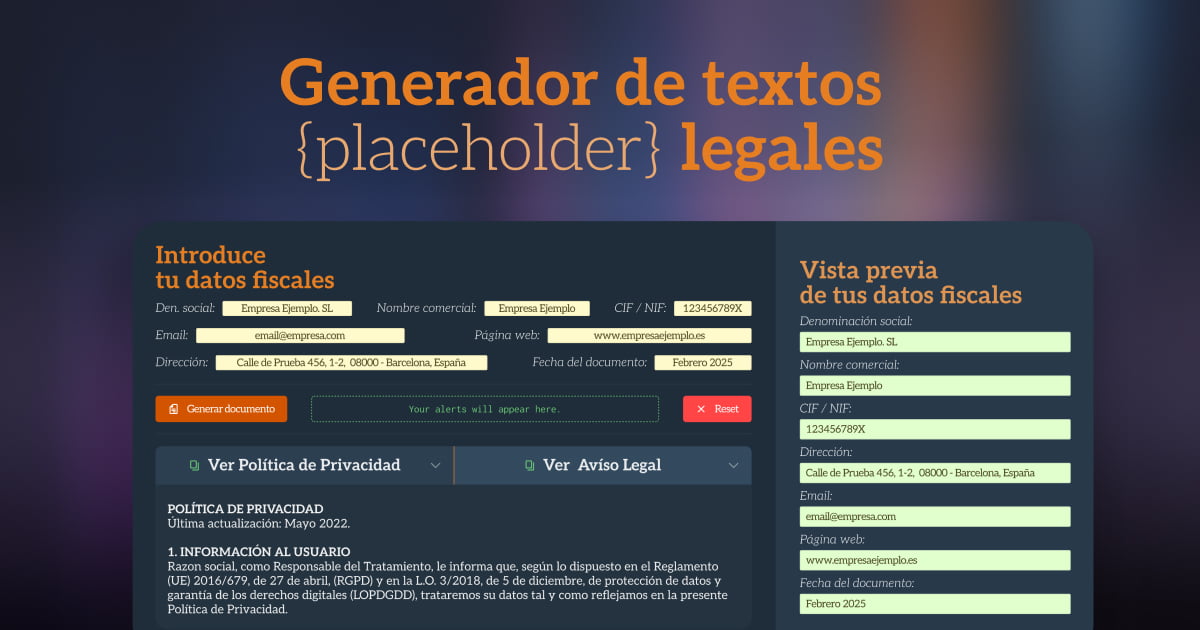 Generador de textos
{placeholder} legales
Introduce
tu datos fiscales
Den. social: Empresa Ejemplo. SL Nombre comercial: Empresa Ejemplo CIF / NIF: 123456789X
Email: email@empresa.com Página web: www.empresaejemplo.es
Dirección: Calle de Prueba 456, 1-2, 08000 - Barcelona, España Fecha del documento: Febrero 2025
Generar documento Your alerts will appear here. Reset
Ver Política de Privacidad Ver Avíso Legal
POLÍTICA DE PRIVACIDAD
Última actualización: Mayo 2022.
1. INFORMACIÓN AL USUARIO
Razon social, como Responsable del Tratamiento, le informa que, según lo dispuesto en el Reglamento
(UE) 2016/679, de 27 de abril, (RGPD) y en la L.O. 3/2018, de 5 de diciembre, de protección de datos y
garantía de los derechos digitales (LOPDGDD), trataremos su datos tal y como reflejamos en la presente
Política de Privacidad.
Vista previa
de tus datos fiscales
Denominación social:
Empresa Ejemplo. SL
Nombre comercial:
Empresa Ejemplo
CIF / NIF:
123456789X
Dirección:
Calle de Prueba 456, 1-2, 08000 - Barcelona, España
Email:
email@empresa.com
Página web:
www.empresaejemplo.es
Fecha del documento:
Febrero 2025